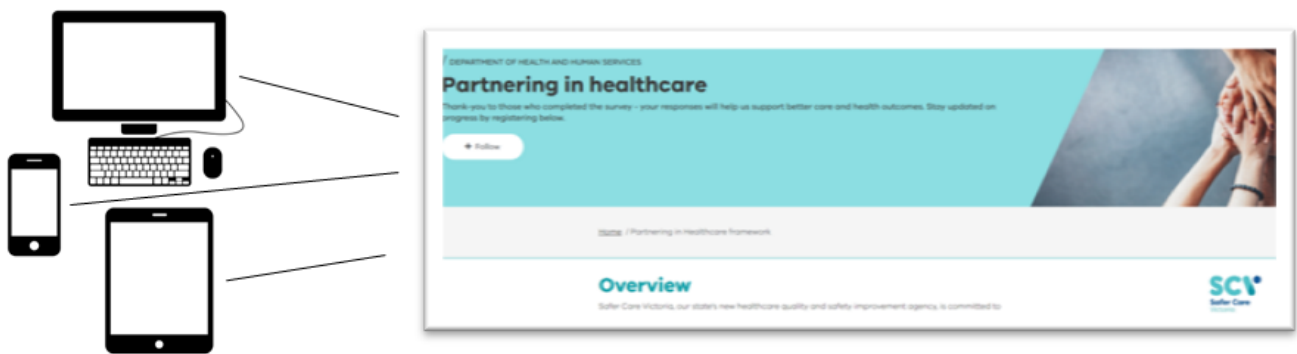 / DEPARTMENT OF HEALTH AND HUMAN SERVICES
Partnering in healthcare
Thank-you to those who completed the survey - your responses will help us support better care and health outcomes. Stay updated on
progress by registering below.
+ Follow
Home / Partnering in Healthcare framework
Overview
Safer Care Victoria, our state's new healthcare quality and safety improvement agency, is committed to
SCV
Safer Care
Victoria